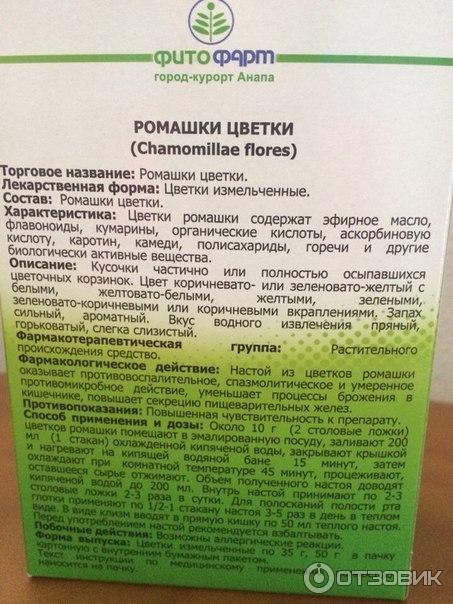 ФИТОФАРМ
город-курорт Анапа
РОМАШКИ ЦВЕТКИ
(Chamomillae flores)
Торговое название: Ромашки цветки.
Лекарственная форма: Цветки измельченные.
Состав: Ромашки цветки.
Характеристика: Цветки ромашки содержат эфирное масло,
флавоноиды, кумарины, органические кислоты, аскорбиновую
кислоту, каротин, камеди, полисахариды, горечи и другие
биологически активные вещества.
Описание: Кусочки частично или полностью осыпавшихся
цветочных корзинок. Цвет коричневато- или зеленовато-желтый с
белыми, желтовато-белыми, желтыми, зелеными,
зеленовато-коричневыми или коричневыми вкраплениями. Запах
сильный, ароматный. Вкус водного извлечения пряный,
горьковатый, слегка слизистый.
Фармакотерапевтическая группа: Растительного
происхождения средство.
Фармакологическое действие: Настой из цветков ромашки
оказывает противовоспалительное, спазмолитическое и умеренное
противомикробное действие, уменьшает процессы брожения в
кишечнике, повышает секрецию пищеварительных желез.
Противопоказания: Повышенная чувствительность к препарату.
Способ применения и дозы: Около 10 г (2 столовые ложки)
цветков ромашки помещают в эмалированную посуду, заливают 200
мл (1 стакан) охлажденной кипяченой воды, закрывают крышкой
и нагревают на кипящей водяной бане 15 минут, затем
охлаждают при комнатной температуре 45 минут, процеживают,
оставшееся сырье отжимают. Объем полученного настоя доводят
кипяченой водой до 200 мл. Внутрь настой принимают по 2-3
столовые ложки 2-3 раза в сутки. Для полосканий полости рта и
глотки применяют по 1/2-1 стакану настоя 3-5 раз в день в теплом
виде. В виде клизм вводят в прямую кишку по 50 мл теплого настоя.
Перед употреблением настой рекомендуется взбалтывать.
Побочные действия: Возможны аллергические реакции.
Форма выпуска: Цветки измельченные по 35 г, 50 г в пачку
картонную с внутренним бумажным пакетом.
Текст инструкции по медицинскому применению
наносится на пачку.
ОТЗОВИК